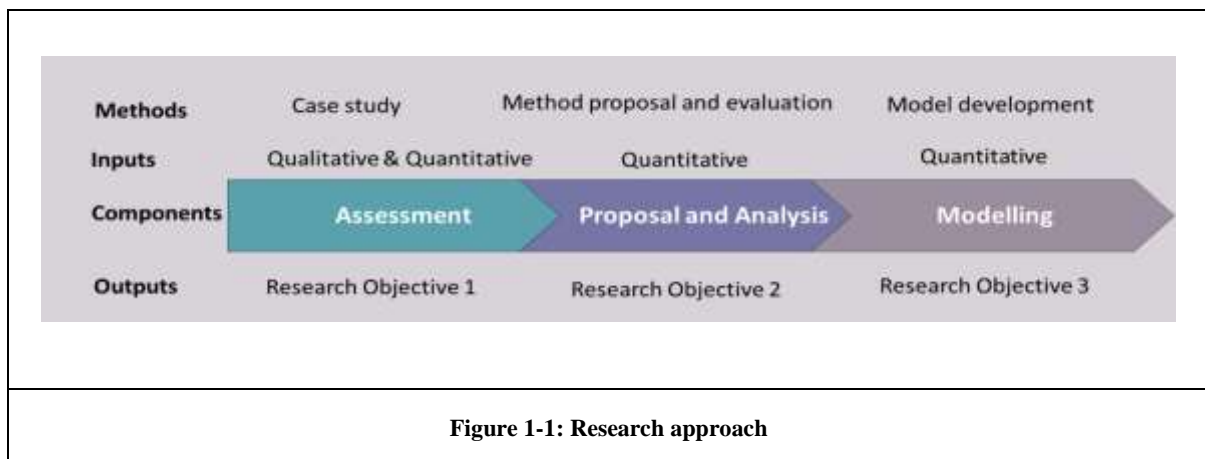 Methods Case study Method proposal and evaluation Model development
Inputs Qualitative & Quantitative Quantitative Quantitative
Components Assessment Proposal and Analysis Modelling
Outputs Research Objective 1 Research Objective 2 Research Objective 3
Figure 1-1: Research approach